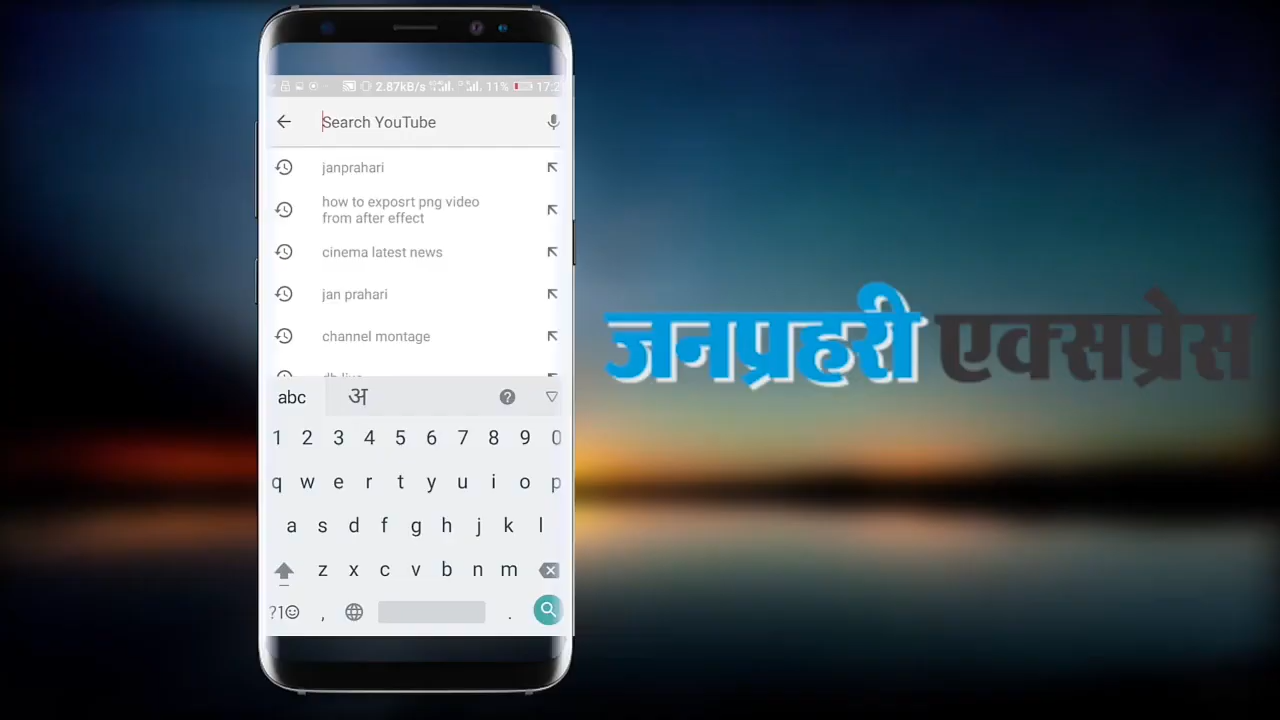 2.87kB/s 11% 17:2
Search YouTube
janprahari
how to exposrt png video
from after effect
cinema latest news
jan prahari
channel montage
abc अ ?
1 2 3 4 5 6 7 8 9 0
q w e r t y u i o p
a s d f g h j k l
z x c v b n m
?1☺ , .
जनप्रहरी एक्सप्रेस